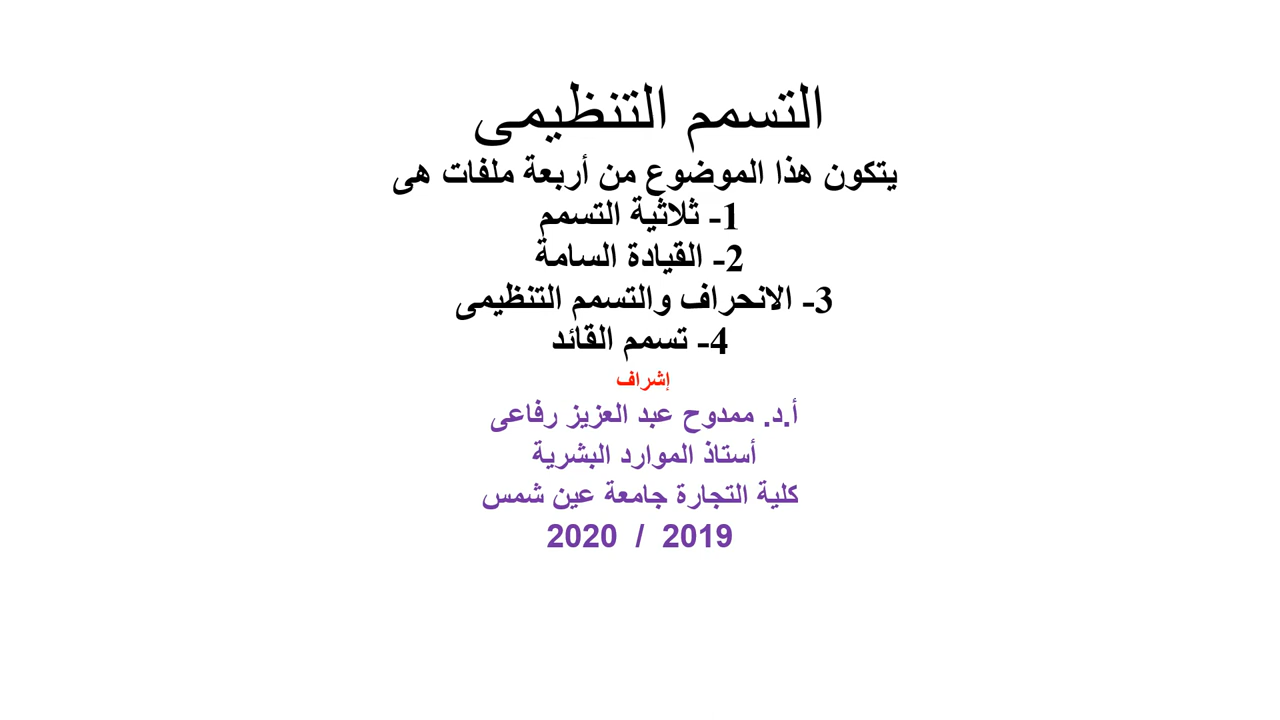 التسمم التنظيمى
يتكون هذا الموضوع من أربعة ملفات هى
1- ثلاثية التسمم
2- القيادة السامة
3- الانحراف والتسمم التنظيمى
4- تسمم القائد
إشراف
أ.د. ممدوح عبد العزيز رفاعى
أستاذ الموارد البشرية
كلية التجارة جامعة عين شمس
2019 / 2020